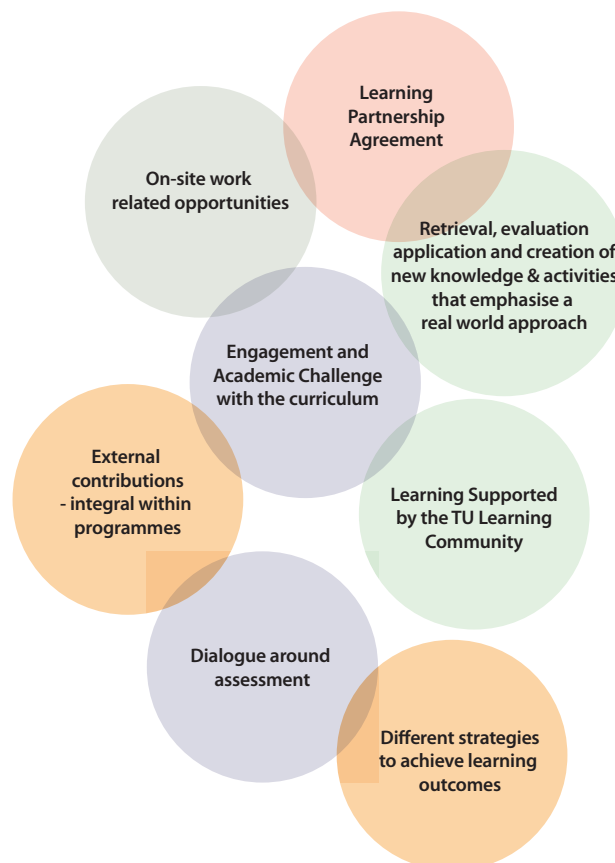 Learning
Partnership
Agreement
On-site work
related opportunities
Retrieval, evaluation
application and creation of
new knowledge & activities
that emphasise a
real world approach
Engagement and
Academic Challenge
with the curriculum
External
contributions
- integral within
programmes
Learning Supported
by the TU Learning
Community
Dialogue around
assessment
Different strategies
to achieve learning
outcomes